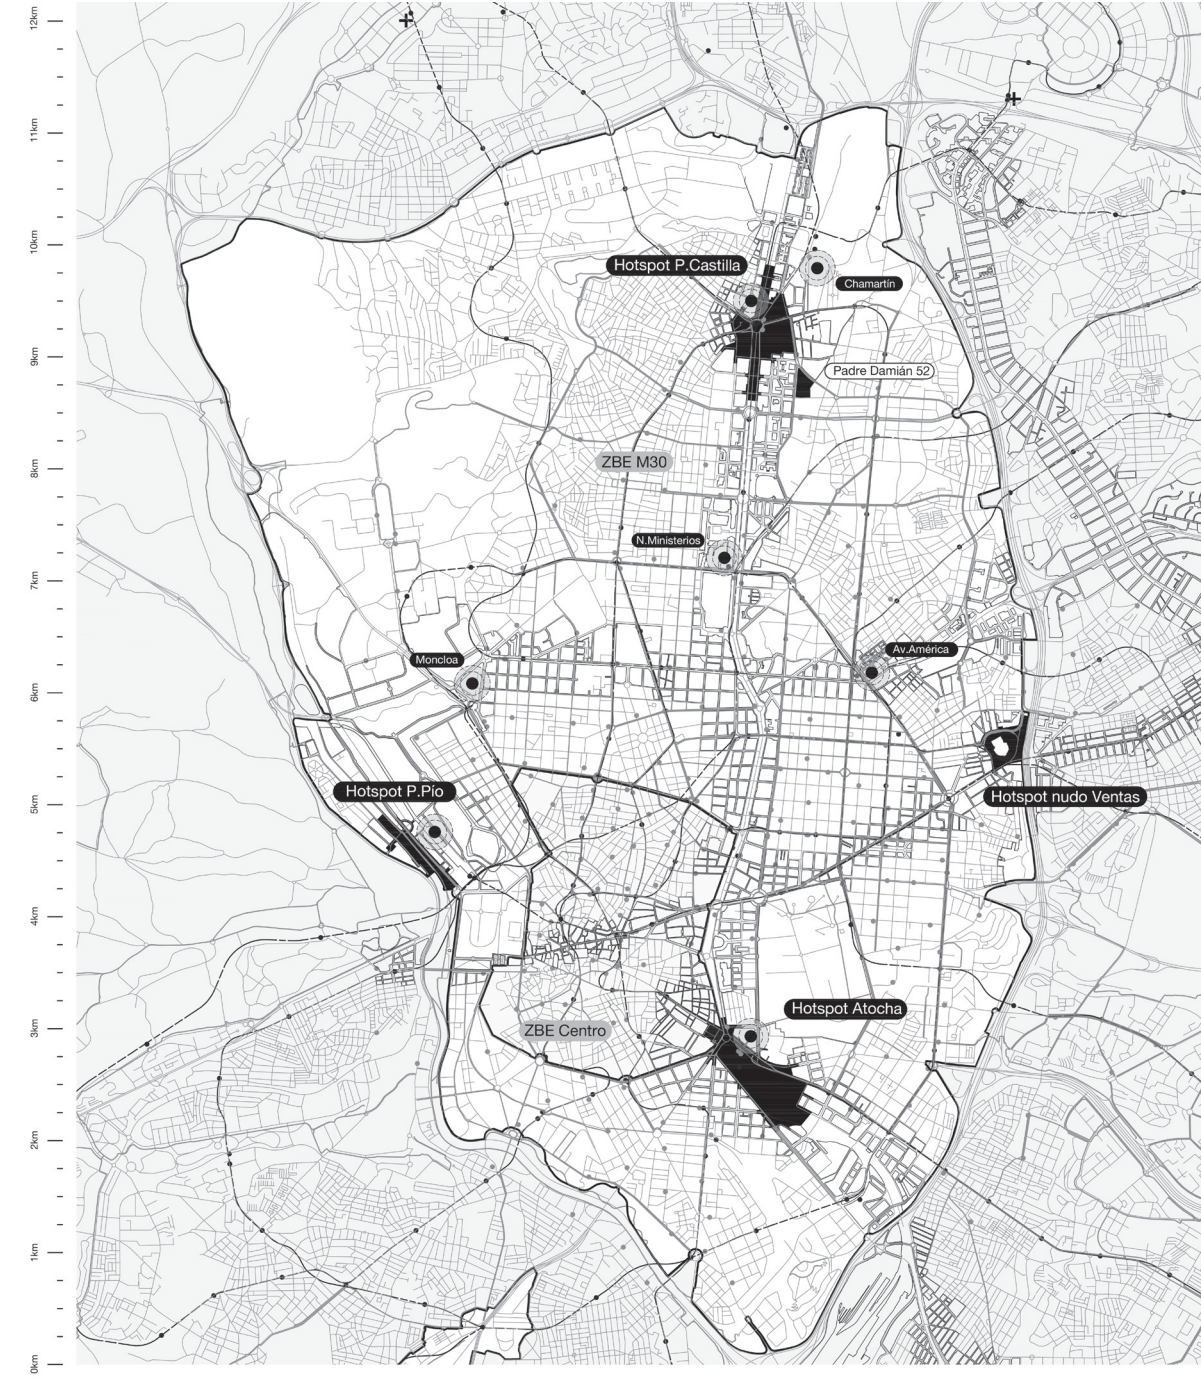 12km
11km
10km
Hotspot P.Castilla
Chamartín
9km
Padre Damián 52
8km
ZBE M30
N.Ministerios
7km
Av.América
Moncloa
6km
Hotspot P.Pío
5km
Hotspot nudo Ventas
4km
Hotspot Atocha
3km
ZBE Centro
2km
1km
0km